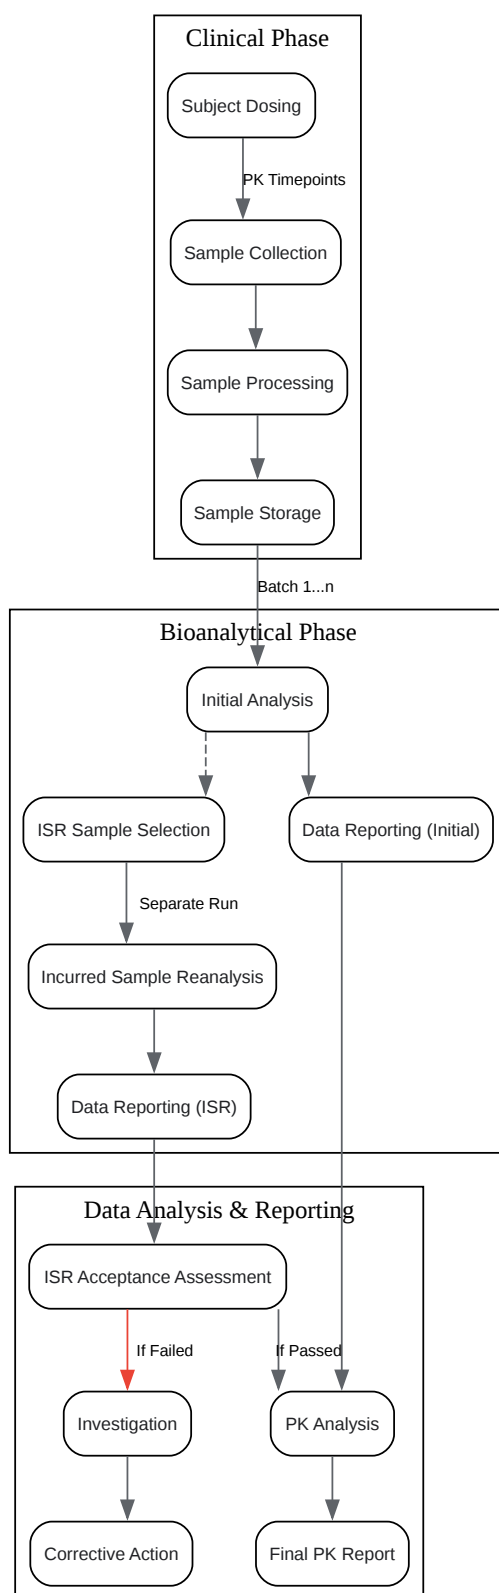 Clinical Phase
Subject Dosing
PK Timepoints
Sample Collection
Sample Processing
Sample Storage
Batch 1...n
Bioanalytical Phase
Initial Analysis
ISR Sample Selection
Data Reporting (Initial)
Separate Run
Incurred Sample Reanalysis
Data Reporting (ISR)
Data Analysis & Reporting
ISR Acceptance Assessment
If Failed
If Passed
Investigation
PK Analysis
Corrective Action
Final PK Report